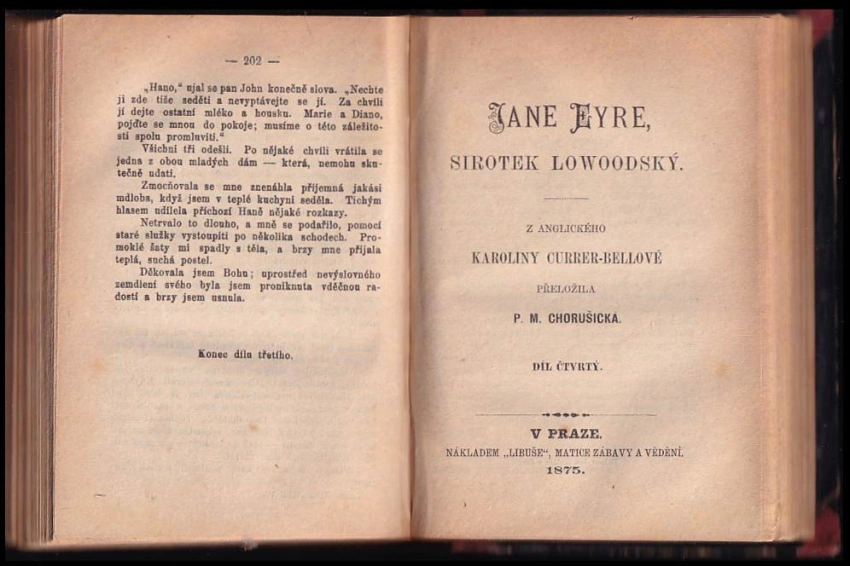 — 202 —
„Hano,“ ujal se pan John konečně slova. „Nechte
ji zde tiše seděti a nevyptávejte se jí. Za chvíli
jí dejte ostatní mléko a housku. Marie a Diano,
pojďte se mnou do pokoje; musíme o této záležito-
sti spolu promluviti.“
Všichni tři odešli. Po nějaké chvíli vrátila se
jedna z obou mladých dám — která, nemohu sku-
tečně udati.
Zmocňovala se mne znenáhla příjemná jakási
mdloba, když jsem v teplé kuchyni seděla. Tichým
hlasem udílela příchozí Haně nějaké rozkazy.
Netrvalo to dlouho, a mně se podařilo, pomocí
staré služky vystoupiti po několika schodech. Pro-
moklé šaty mi spadly s těla, a brzy mne přijala
teplá, suchá postel.
Děkovala jsem Bohu; uprostřed nevýslovného
zemdlení svého byla jsem proniknuta vděčnou ra-
dostí a brzy jsem usnula.
Konec dílu třetího.
JANE EYRE,
SIROTEK LOWOODSKÝ.
Z ANGLICKÉHO
KAROLINY CURRER-BELLOVÉ
PŘELOŽILA
P. M. CHORUŠICKÁ.
DÍL ČTVRTÝ.
V PRAZE.
NÁKLADEM „LIBUŠE“, MATICE ZÁBAVY A VĚDĚNÍ.
1875.